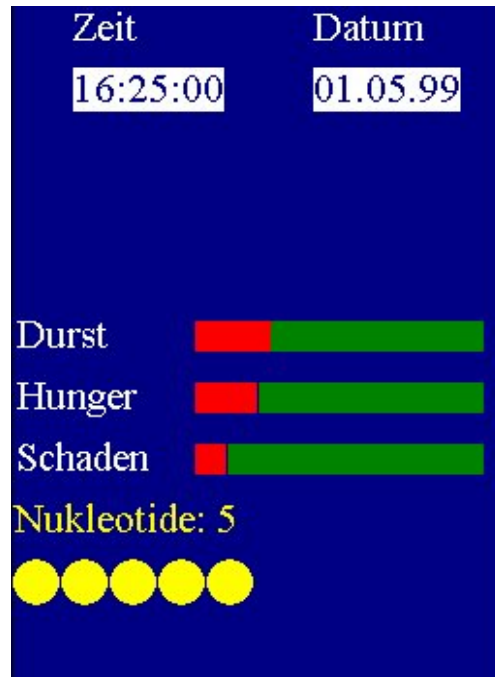 Zeit Datum
16:25:00 01.05.99
Durst
Hunger
Schaden
Nukleotide: 5